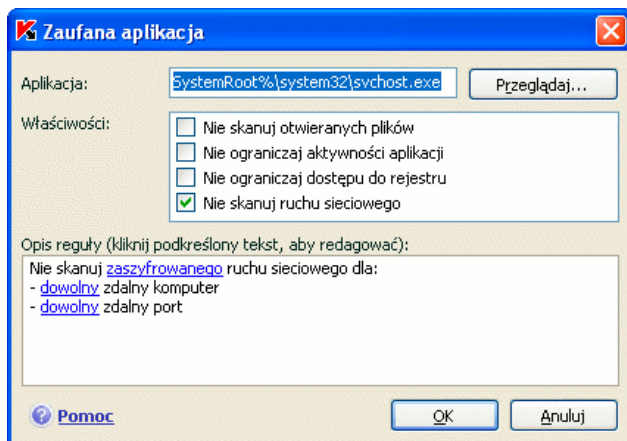 Zaufana aplikacja
Aplikacja:
SystemRoot%\system32\svchost.exe
Przeglądaj...
Właściwości:
Nie skanuj otwieranych plików
Nie ograniczaj aktywności aplikacji
Nie ograniczaj dostępu do rejestru
Nie skanuj ruchu sieciowego
Opis reguły (kliknij podkreślony tekst, aby redagować):
Nie skanuj zaszyfrowanego ruchu sieciowego dla:
- dowolny zdalny komputer
- dowolny zdalny port
Pomoc
OK
Anuluj